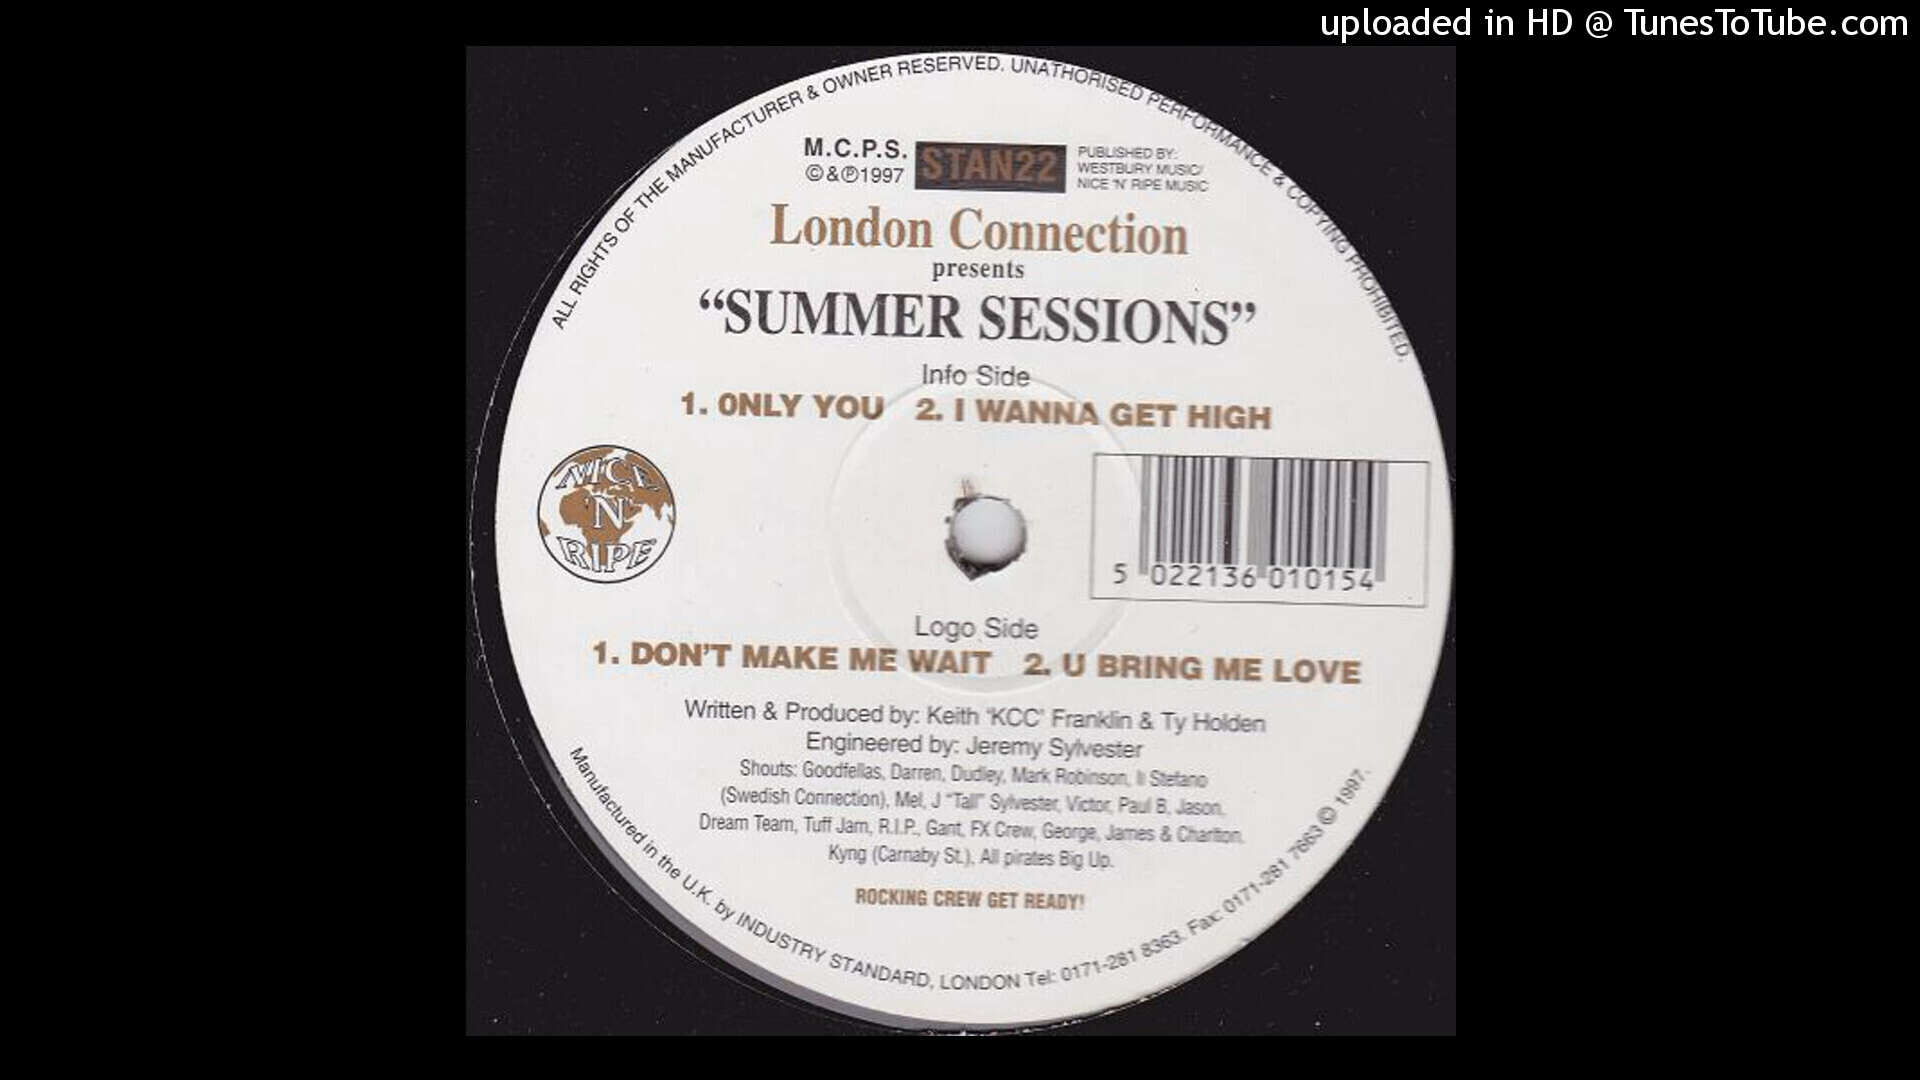 uploaded in HD @ TunesToTube.com
ALL RIGHTS OF THE MANUFACTURER & OWNER RESERVED. UNATHORISED PERFORMANCE & COPYING PROHIBITED.
M.C.P.S.
©&℗1997
STAN22
PUBLISHED BY:
WESTBURY MUSIC/
NICE 'N' RIPE MUSIC
London Connection
presents
“SUMMER SESSIONS”
Info Side
1. 0NLY YOU 2. I WANNA GET HIGH
NICE
'N'
RIPE
5 022136 010154
Logo Side
1. DON'T MAKE ME WAIT 2. U BRING ME LOVE
Written & Produced by: Keith 'KCC' Franklin & Ty Holden
Engineered by: Jeremy Sylvester
Shouts: Goodfellas, Darren, Dudley, Mark Robinson, Ii Stefano
(Swedish Connection), Mel, J "Tall" Sylvester, Victor, Paul B, Jason,
Dream Team, Tuff Jam, R.I.P., Gant, FX Crew, George, James & Charlton.
Kyng (Carnaby St.), All pirates Big Up.
ROCKING CREW GET READY!
Manufactured in the U.K. by INDUSTRY STANDARD, LONDON Tel: 0171-281 8363. Fax: 0171-281 7663 © 1997.